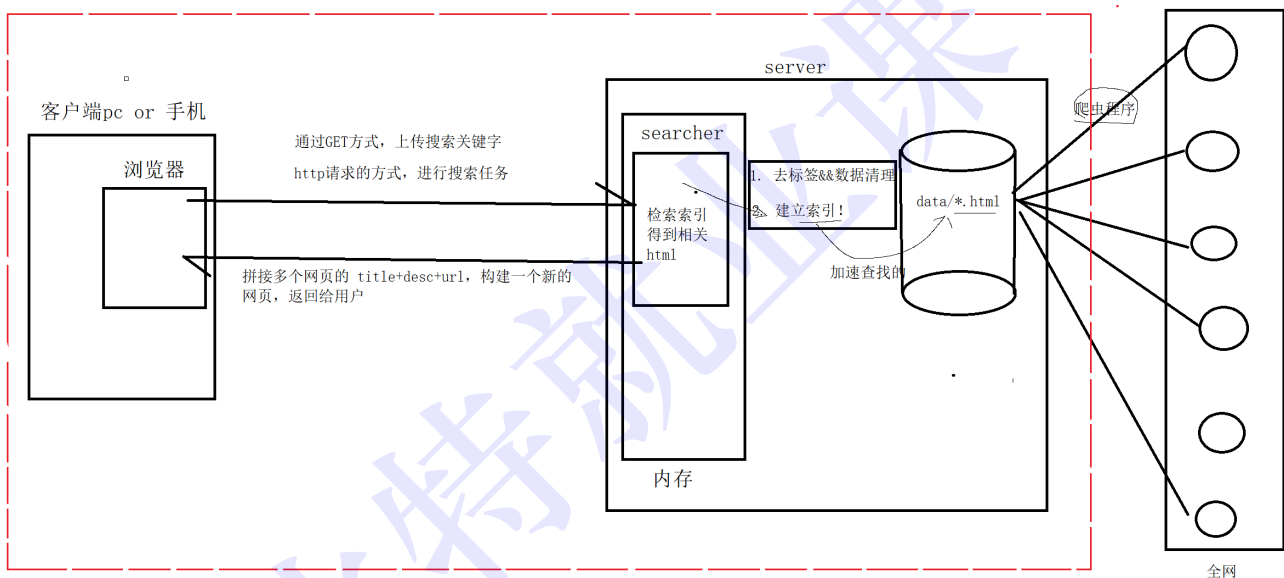 server
客户端pc or 手机
爬虫程序
通过GET方式，上传搜索关键字
http请求的方式，进行搜索任务
浏览器
searcher
1. 去标签&&数据清理
2. 建立索引！
data/*.html
检索索引
得到相关
html
加速查找的
拼接多个网页的 title+desc+url，构建一个新的
网页，返回给用户
内存
全网
特就业课